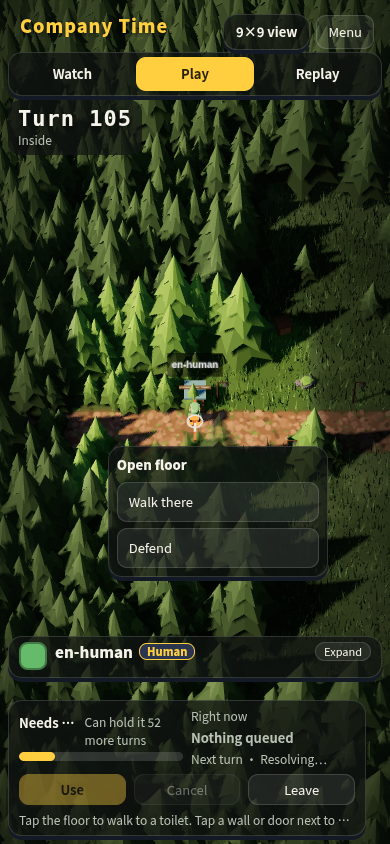 Company Time
9×9 view
Menu
Watch
Play
Replay
Turn 105
Inside
en-human
Open floor
Walk there
Defend
en-human
Human
Expand
Needs ···
Can hold it 52
more turns
Right now
Nothing queued
Next turn • Resolving...
Use
Cancel
Leave
Tap the floor to walk to a toilet. Tap a wall or door next to ···